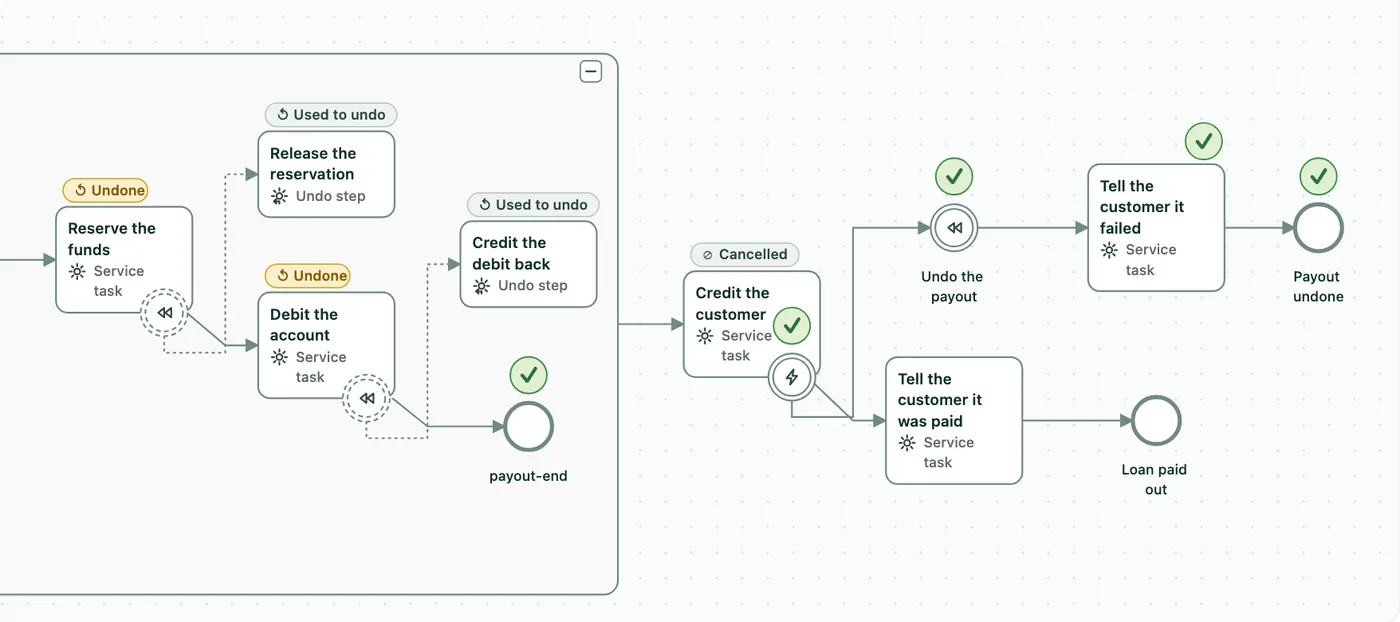 Used to undo
Release the
reservation
Undo step
Undone
Reserve the
funds
Service
task
Used to undo
Credit the
debit back
Undo step
Undone
Debit the
account
Service
task
payout-end
Cancelled
Credit the
customer
Service
task
Undo the
payout
Tell the
customer it
failed
Service
task
Payout
undone
Tell the
customer it
was paid
Service
task
Loan paid
out